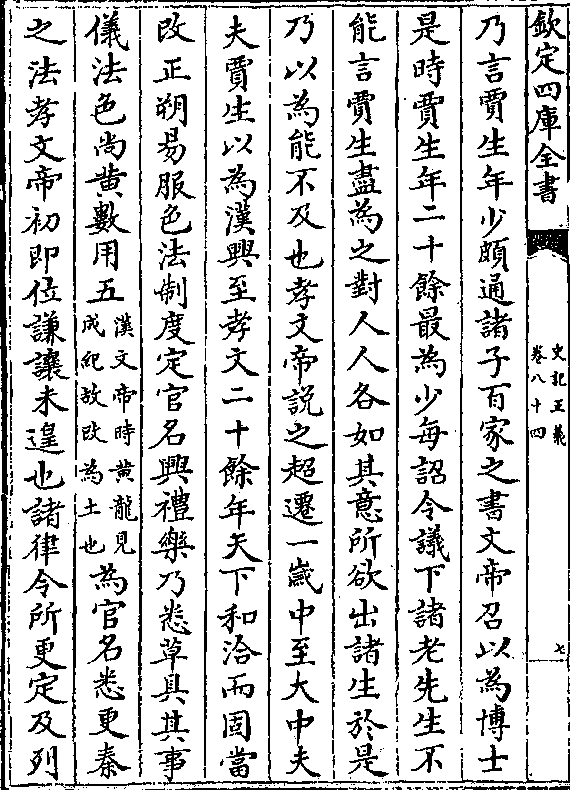 欽定四庫全書
史記正義
卷八十四
七
乃言賈生年少頗通諸子百家之書文帝召以為博士
是時賈生年二十餘最為少每詔令議下諸老先生不
能言賈生盡為之對人人各如其意所欲出諸生於是
乃以為能不及也孝文帝説之超遷一歲中至大中夫
夫賈生以為漢興至孝文二十餘年天下和洽而固當
改正朔易服色法制度定官名興禮樂乃悉草具其事
儀法色尚黄數用五漢文帝時黄龍見成紀故改為土也為官名悉更秦
之法孝文帝初即位謙讓未遑也諸律令所更定及列